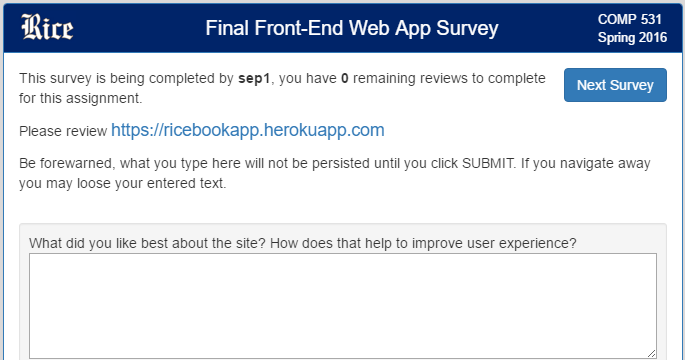 Rice
Final Front-End Web App Survey
COMP 531
Spring 2016
This survey is being completed by sep1, you have 0 remaining reviews to complete
for this assignment.
Next Survey
Please review https://ricebookapp.herokuapp.com
Be forewarned, what you type here will not be persisted until you click SUBMIT. If you navigate away
you may loose your entered text.
What did you like best about the site? How does that help to improve user experience?